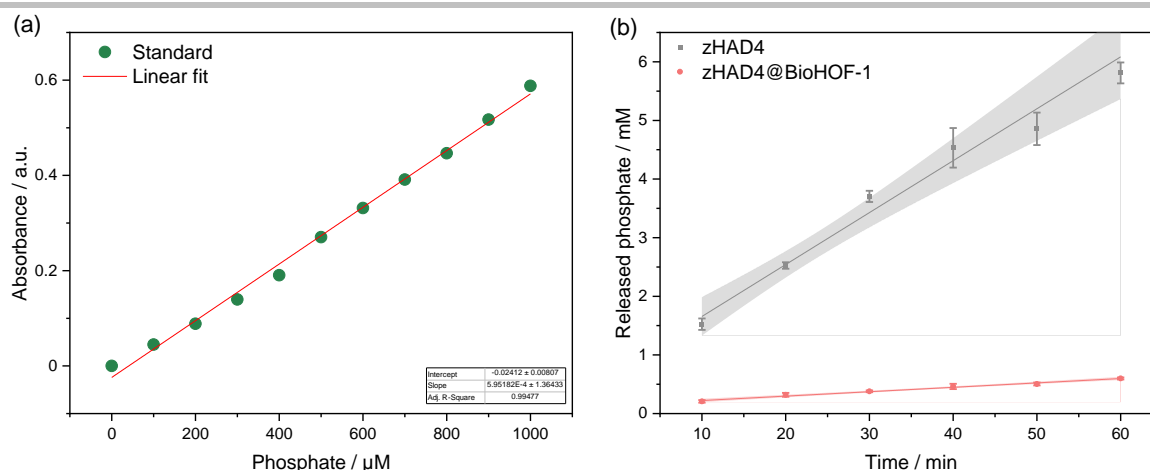 (a)
Standard
Linear fit
0.6
0.4
0.2
0
Absorbance / a.u.
Intercept -0.02412 ± 0.00807
Slope 5.95182E-4 ± 1.36433
Adj. R-Square 0.99477
0 200 400 600 800 1000
Phosphate / µM
(b)
zHAD4
zHAD4@BioHOF-1
6
5
4
3
2
1
0
Released phosphate / mM
10 20 30 40 50 60
Time / min